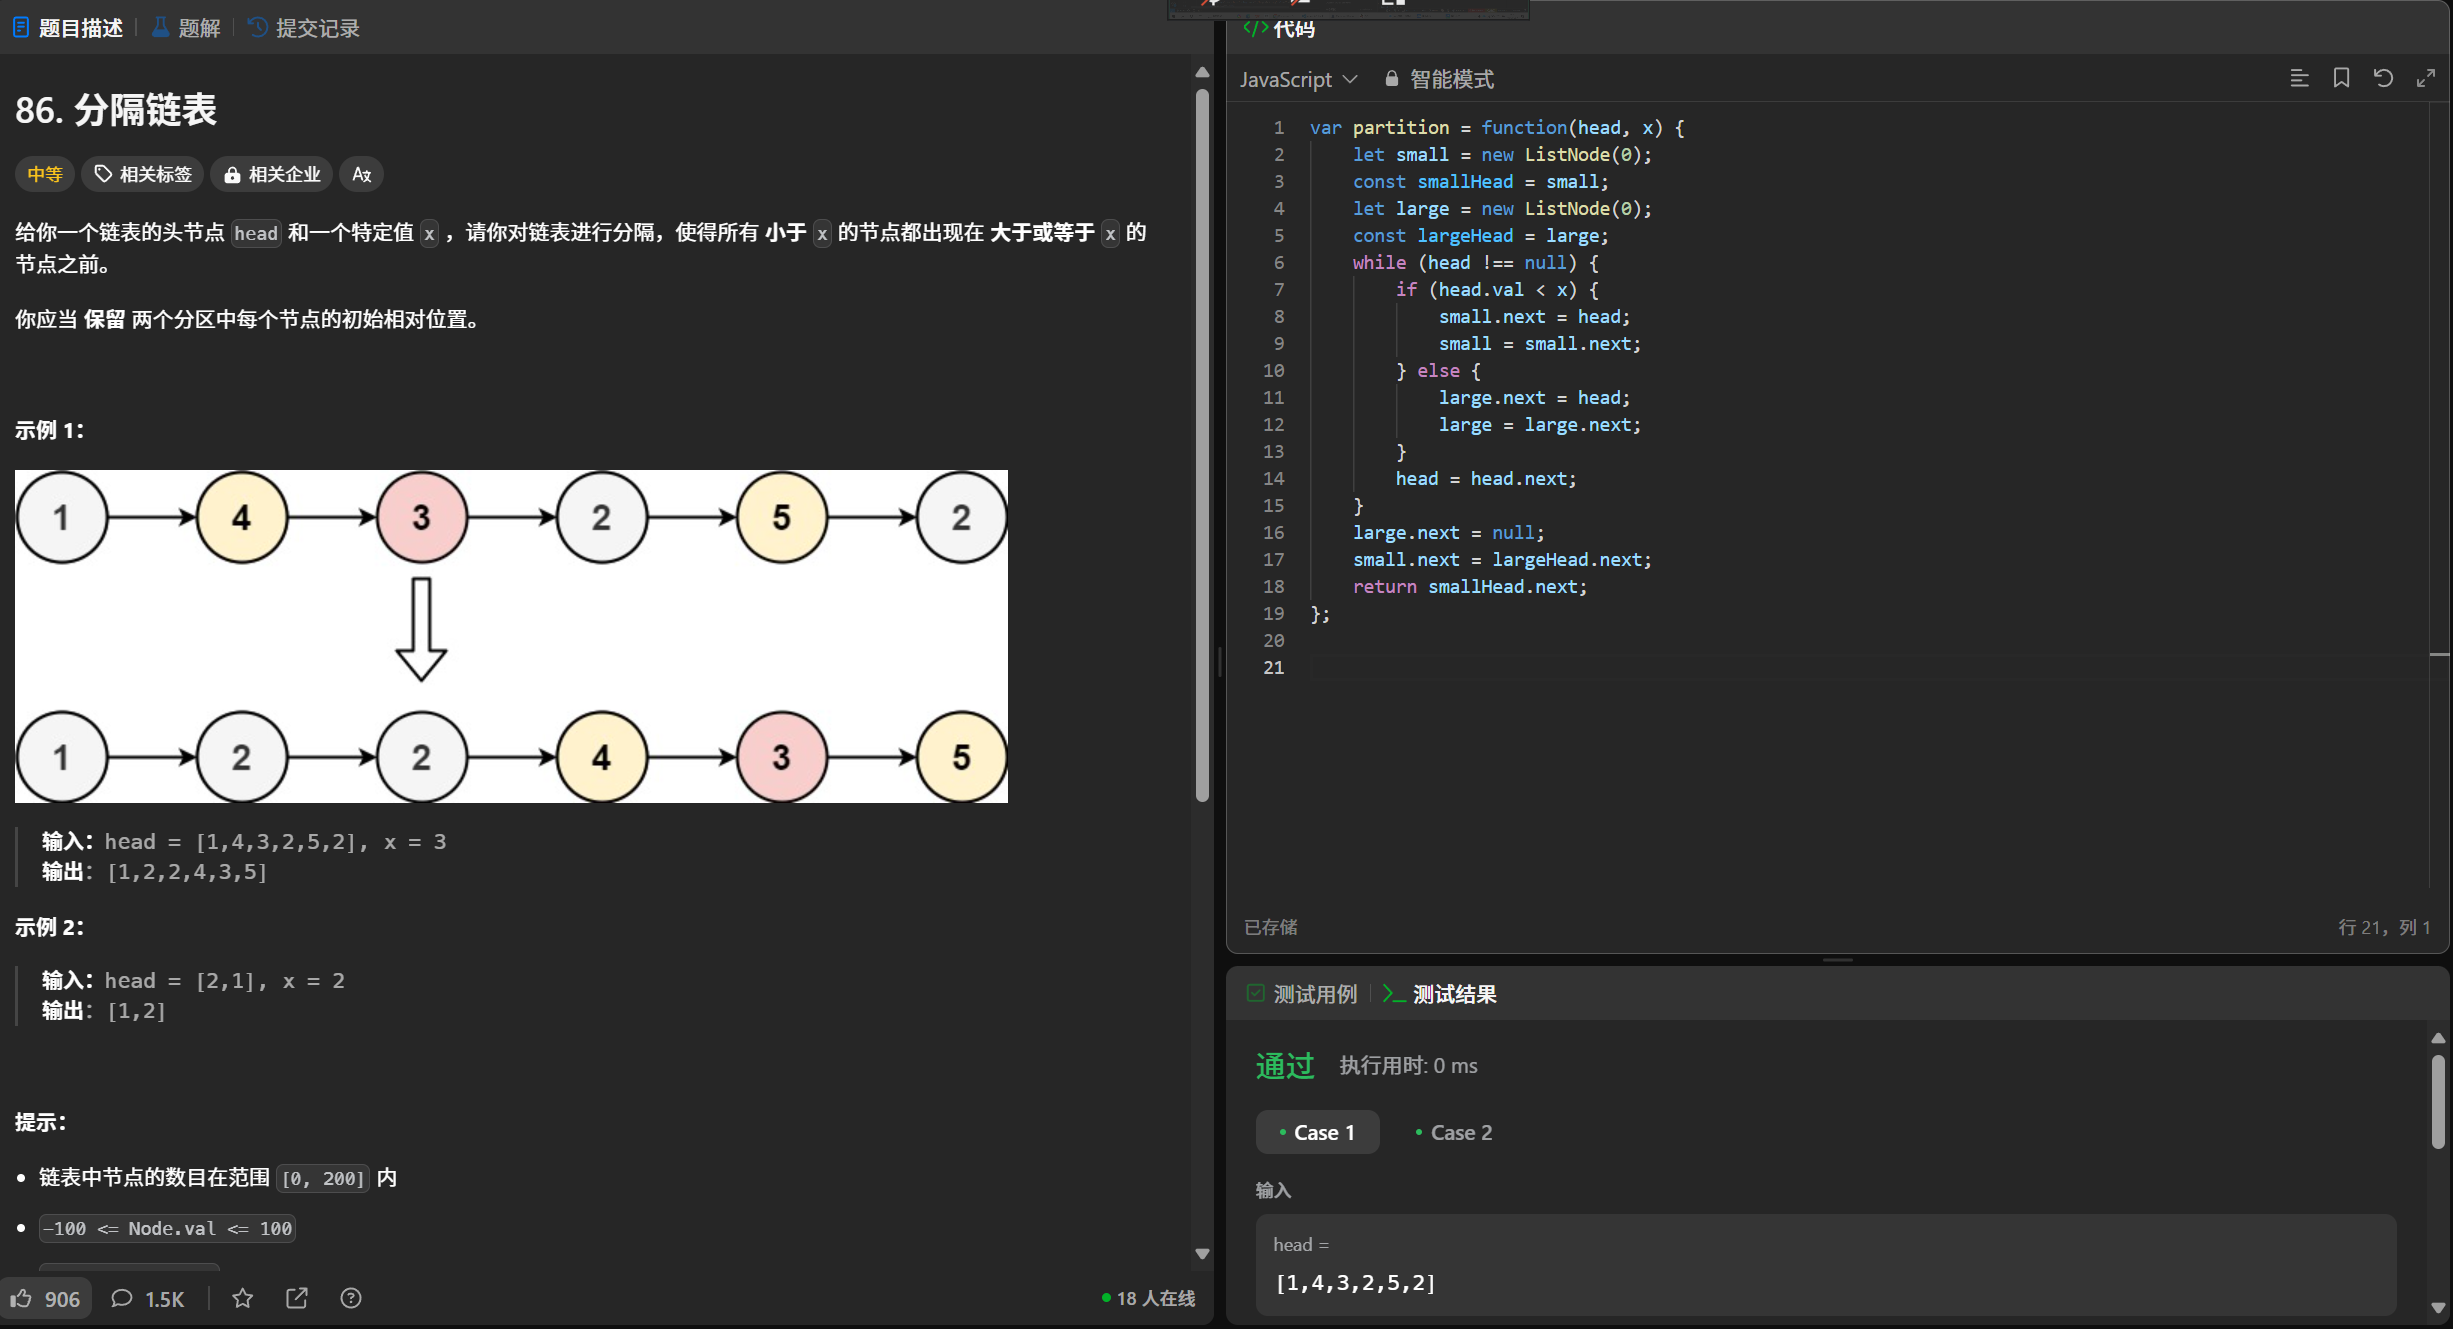 题目描述 题解 提交记录
86. 分隔链表
中等 相关标签 相关企业
给你一个链表的头节点 head 和一个特定值 x ，请你对链表进行分隔，使得所有 小于 x 的节点都出现在 大于或等于 x 的
节点之前。
你应当 保留 两个分区中每个节点的初始相对位置。
示例 1：
1 4 3 2 5 2
1 2 2 4 3 5
输入：head = [1,4,3,2,5,2], x = 3
输出：[1,2,2,4,3,5]
示例 2：
输入：head = [2,1], x = 2
输出：[1,2]
提示：
• 链表中节点的数目在范围 [0, 200] 内
• -100 <= Node.val <= 100
906 1.5K 18 人在线
</> 代码
JavaScript 智能模式
1 var partition = function(head, x) {
2     let small = new ListNode(0);
3     const smallHead = small;
4     let large = new ListNode(0);
5     const largeHead = large;
6     while (head !== null) {
7         if (head.val < x) {
8             small.next = head;
9             small = small.next;
10         } else {
11             large.next = head;
12             large = large.next;
13         }
14         head = head.next;
15     }
16     large.next = null;
17     small.next = largeHead.next;
18     return smallHead.next;
19 };
20
21
已存储 行 21，列 1
测试用例 测试结果
通过 执行用时: 0 ms
• Case 1 • Case 2
输入
head =
[1,4,3,2,5,2]